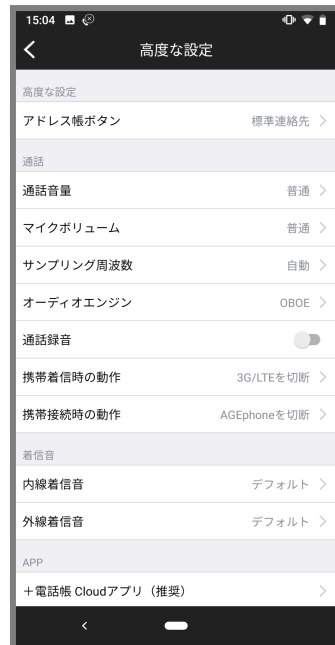 15:04
高度な設定
高度な設定
アドレス帳ボタン 標準連絡先
通話
通話音量 普通
マイクボリューム 普通
サンプリング周波数 自動
オーディオエンジン OBOE
通話録音
携帯着信時の動作 3G/LTEを切断
携帯接続時の動作 AGEphoneを切断
着信音
内線着信音 デフォルト
外線着信音 デフォルト
APP
+電話帳 Cloudアプリ（推奨）